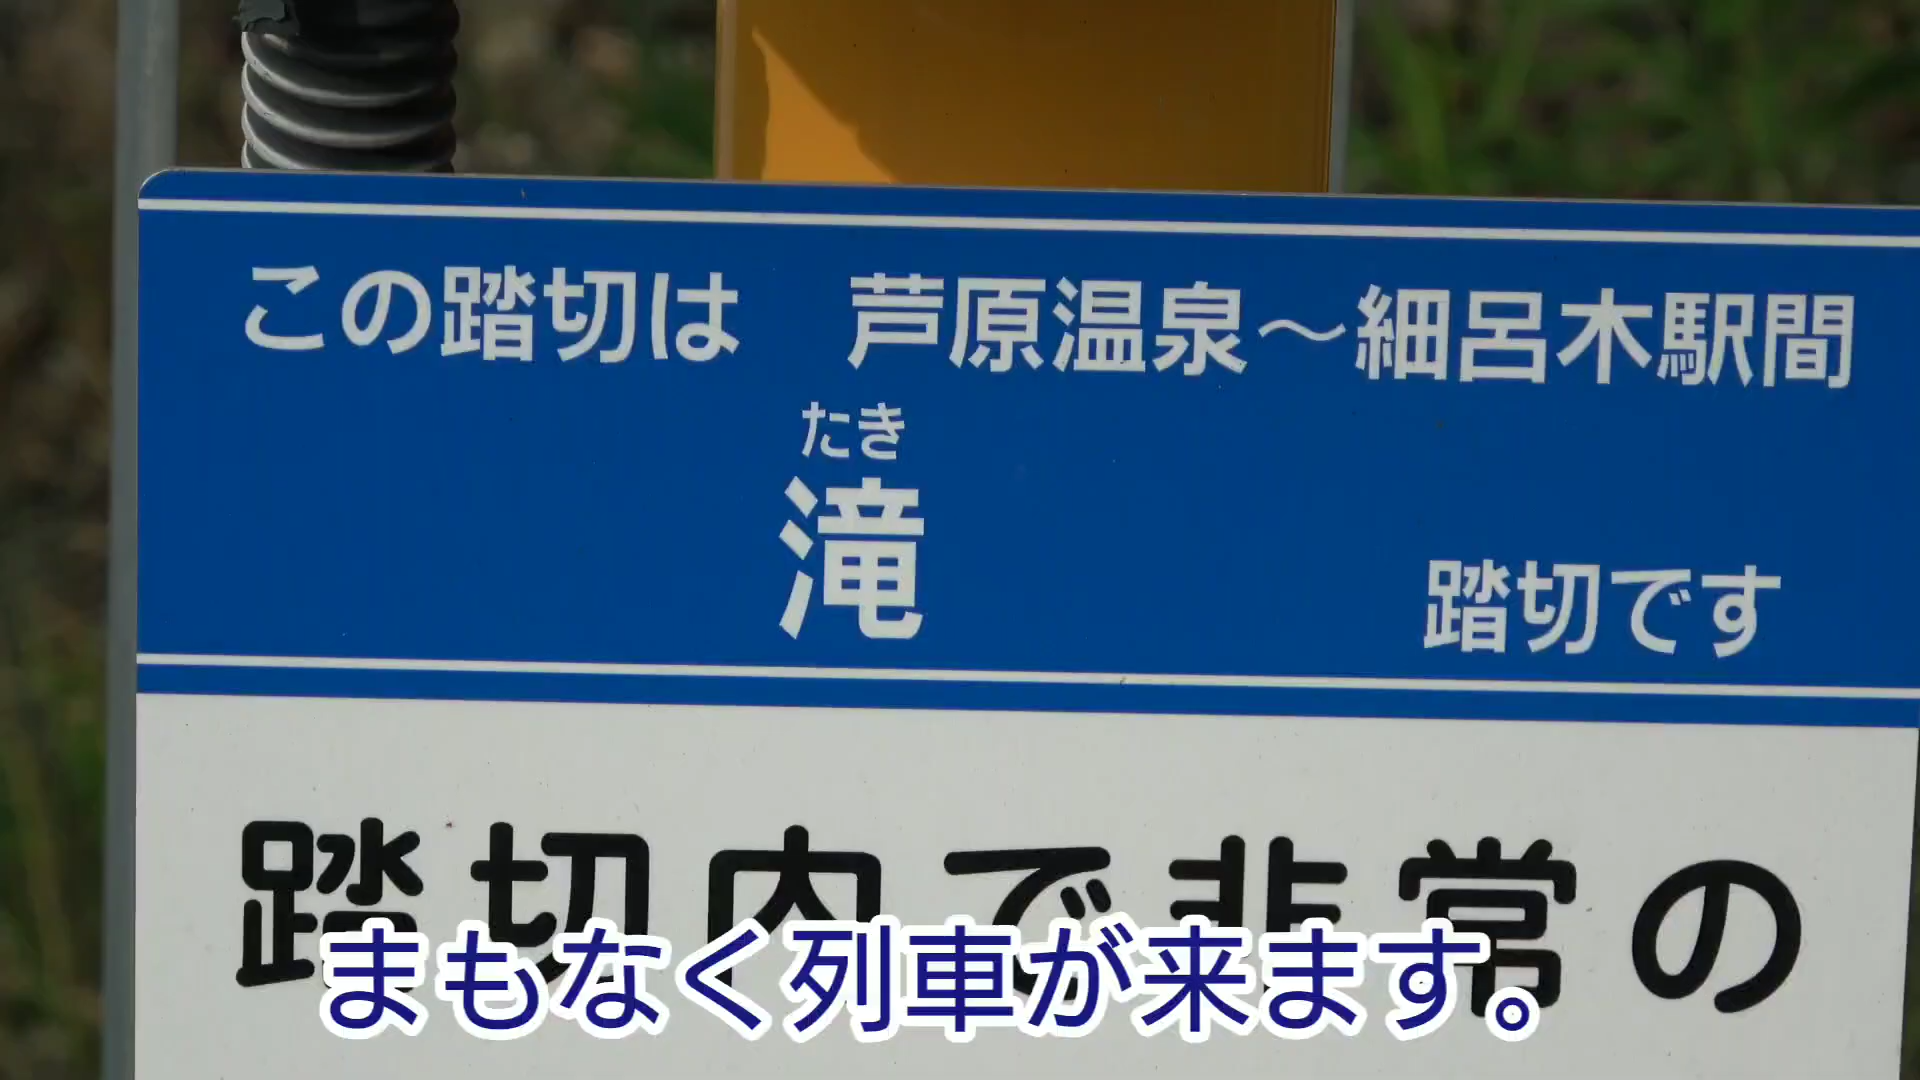 この踏切は　芦原温泉～細呂木駅間
たき
滝
踏切です
踏切内で非常の
まもなく列車が来ます。